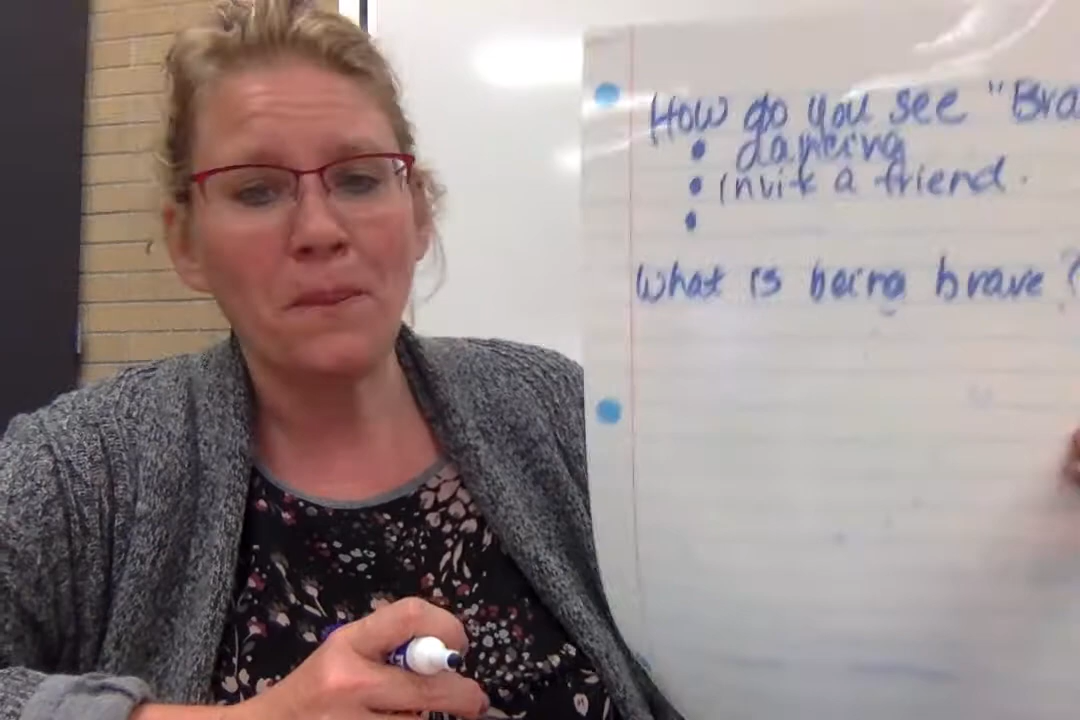 How do you see "Bra
• dancing
• invite a friend.
•
What is being brave?